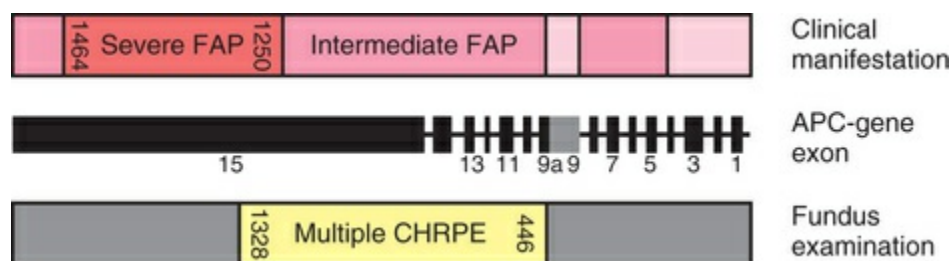 1464 Severe FAP 1250 Intermediate FAP
Clinical
manifestation
15 13 11 9a 9 7 5 3 1
APC-gene
exon
1328 Multiple CHRPE 446
Fundus
examination